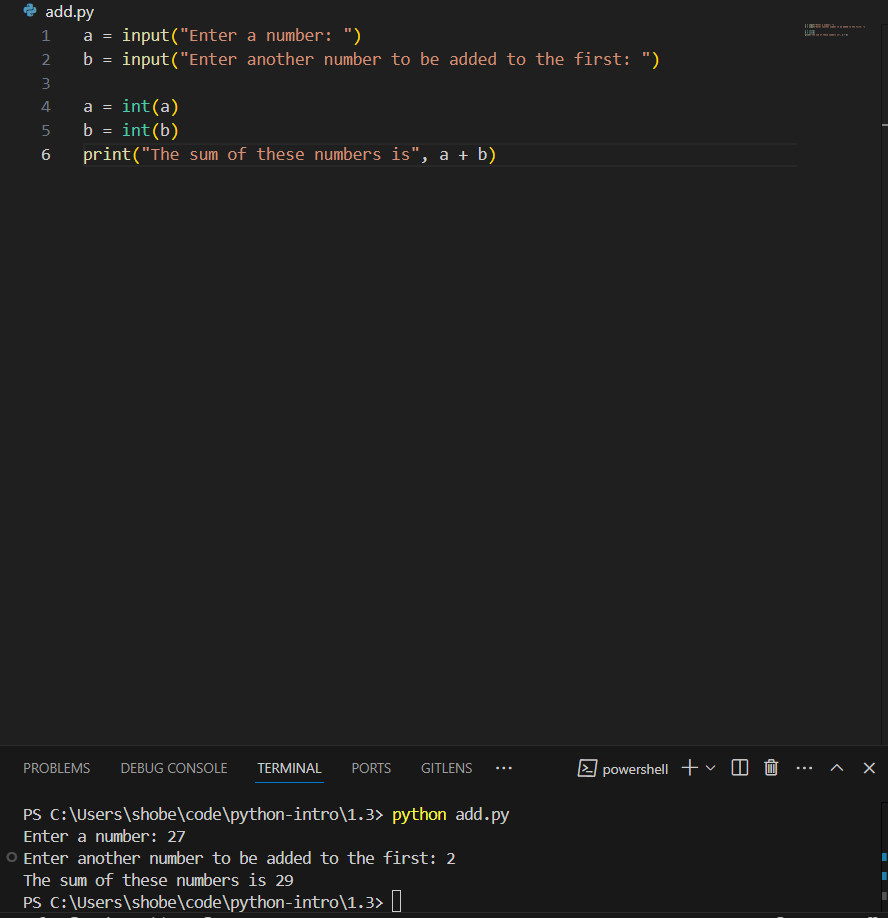 add.py
1 a = input("Enter a number: ")
2 b = input("Enter another number to be added to the first: ")
3
4 a = int(a)
5 b = int(b)
6 print("The sum of these numbers is", a + b)
PROBLEMS DEBUG CONSOLE TERMINAL PORTS GITLENS ··· powershell ···
PS C:\Users\shobe\code\python-intro\1.3> python add.py
Enter a number: 27
Enter another number to be added to the first: 2
The sum of these numbers is 29
PS C:\Users\shobe\code\python-intro\1.3>